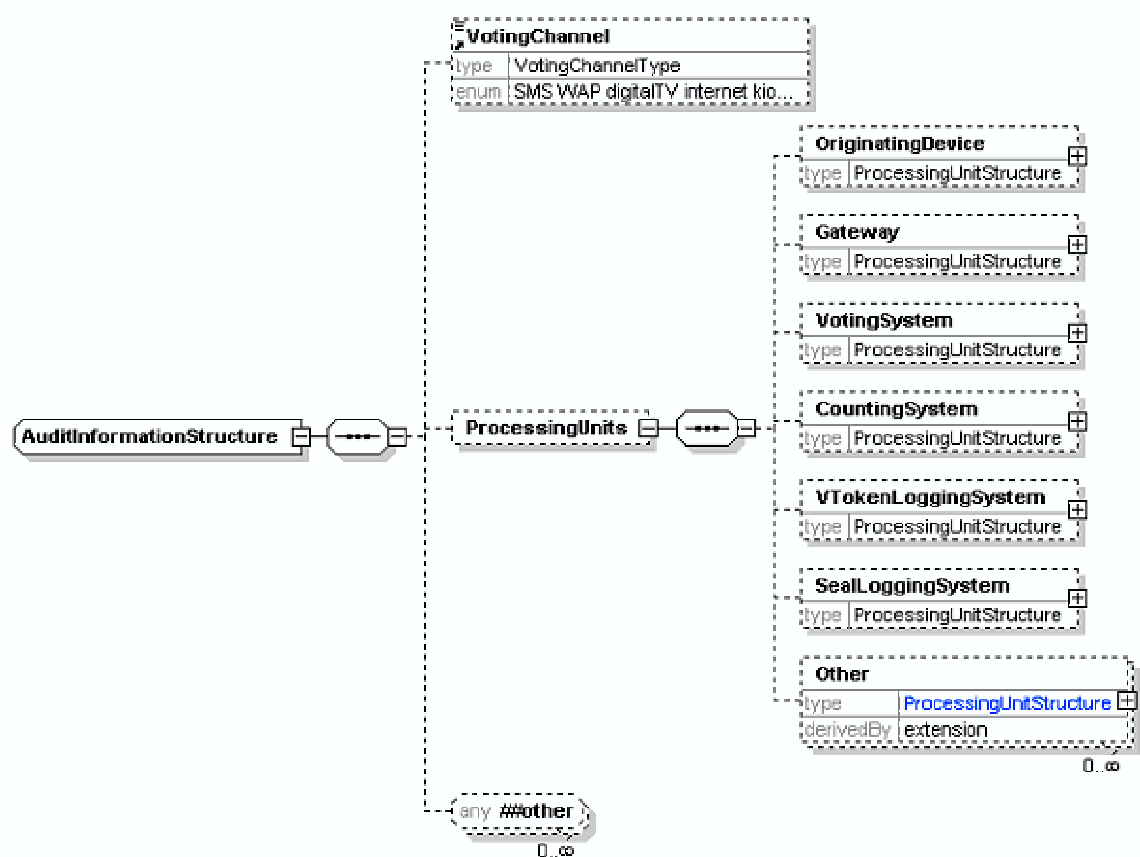 VotingChannel
type VotingChannelType
enum SMS WAP digitalTV internet kio...
OriginatingDevice
type ProcessingUnitStructure
Gateway
type ProcessingUnitStructure
VotingSystem
type ProcessingUnitStructure
AuditInformationStructure
ProcessingUnits
CountingSystem
type ProcessingUnitStructure
VTokenLoggingSystem
type ProcessingUnitStructure
SealLoggingSystem
type ProcessingUnitStructure
Other
type ProcessingUnitStructure
derivedBy extension
0..∞
any ##other
0..∞